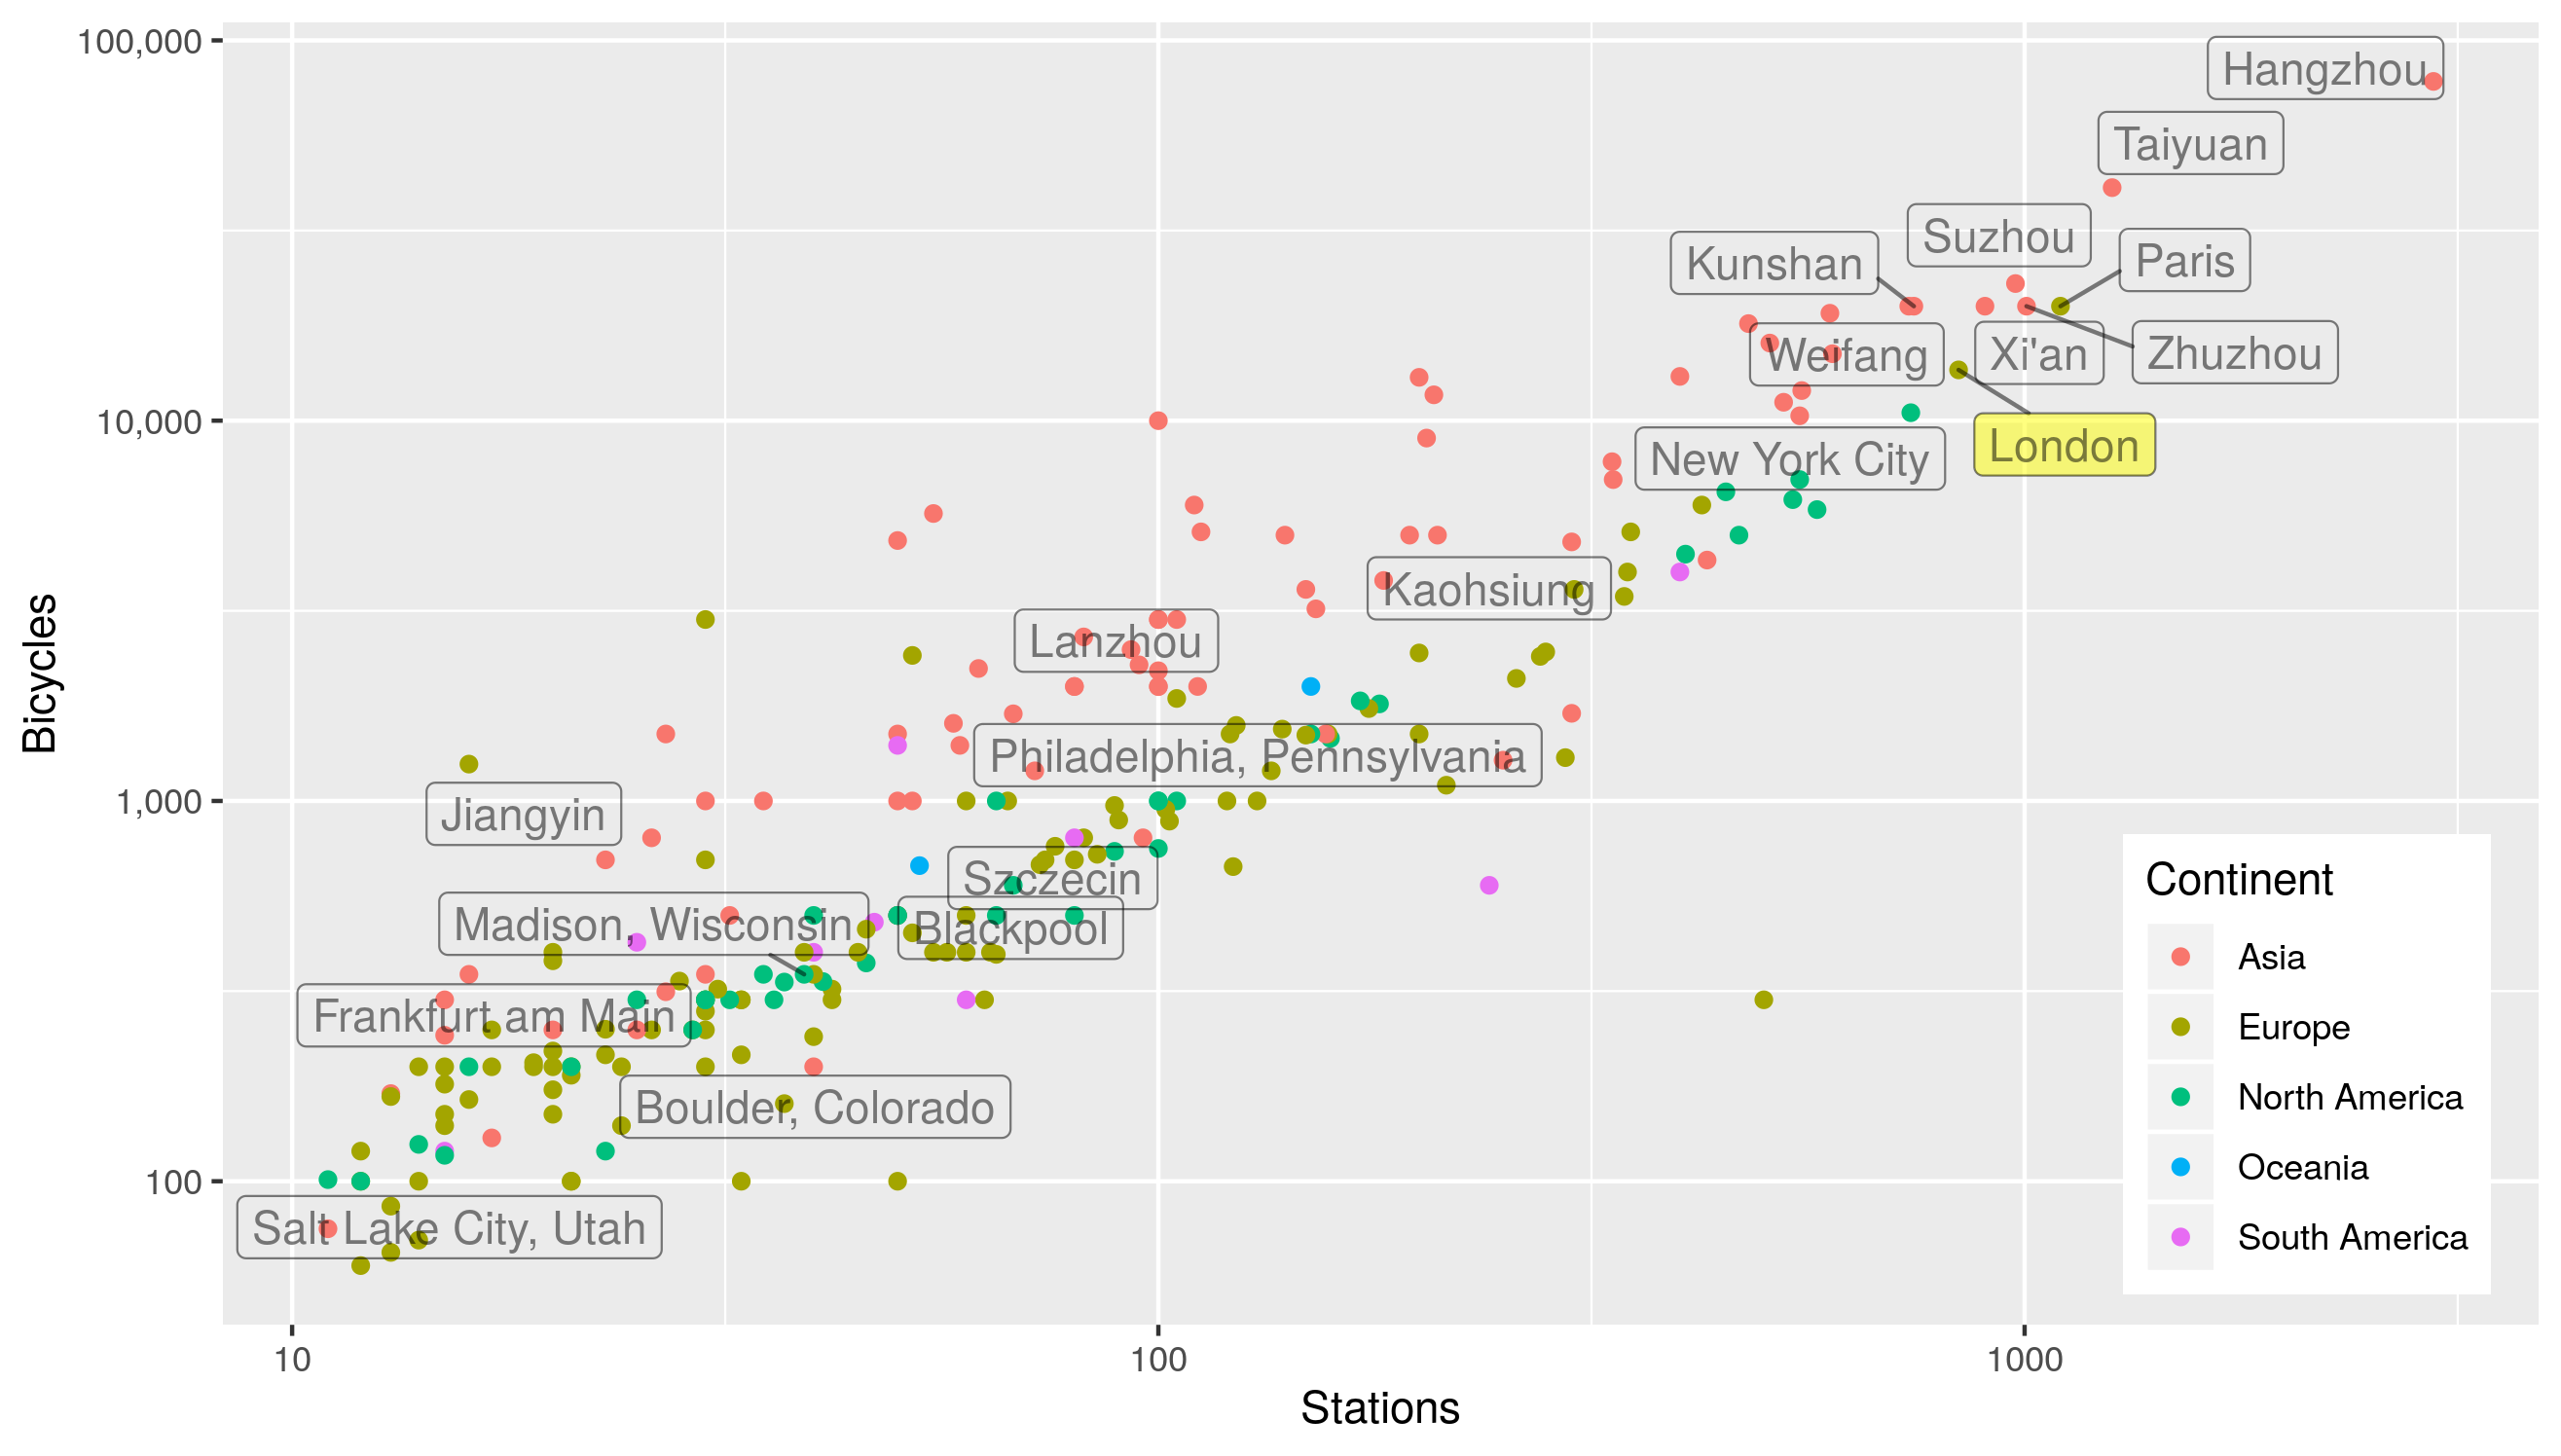 100,000
10,000
1,000
100
Bicycles
Hangzhou
Taiyuan
Suzhou
Kunshan
Paris
Weifang
Xi'an
Zhuzhou
London
New York City
Kaohsiung
Lanzhou
Philadelphia, Pennsylvania
Jiangyin
Szczecin
Madison, Wisconsin
Blackpool
Frankfurt am Main
Boulder, Colorado
Salt Lake City, Utah
Continent
Asia
Europe
North America
Oceania
South America
10
100
1000
Stations